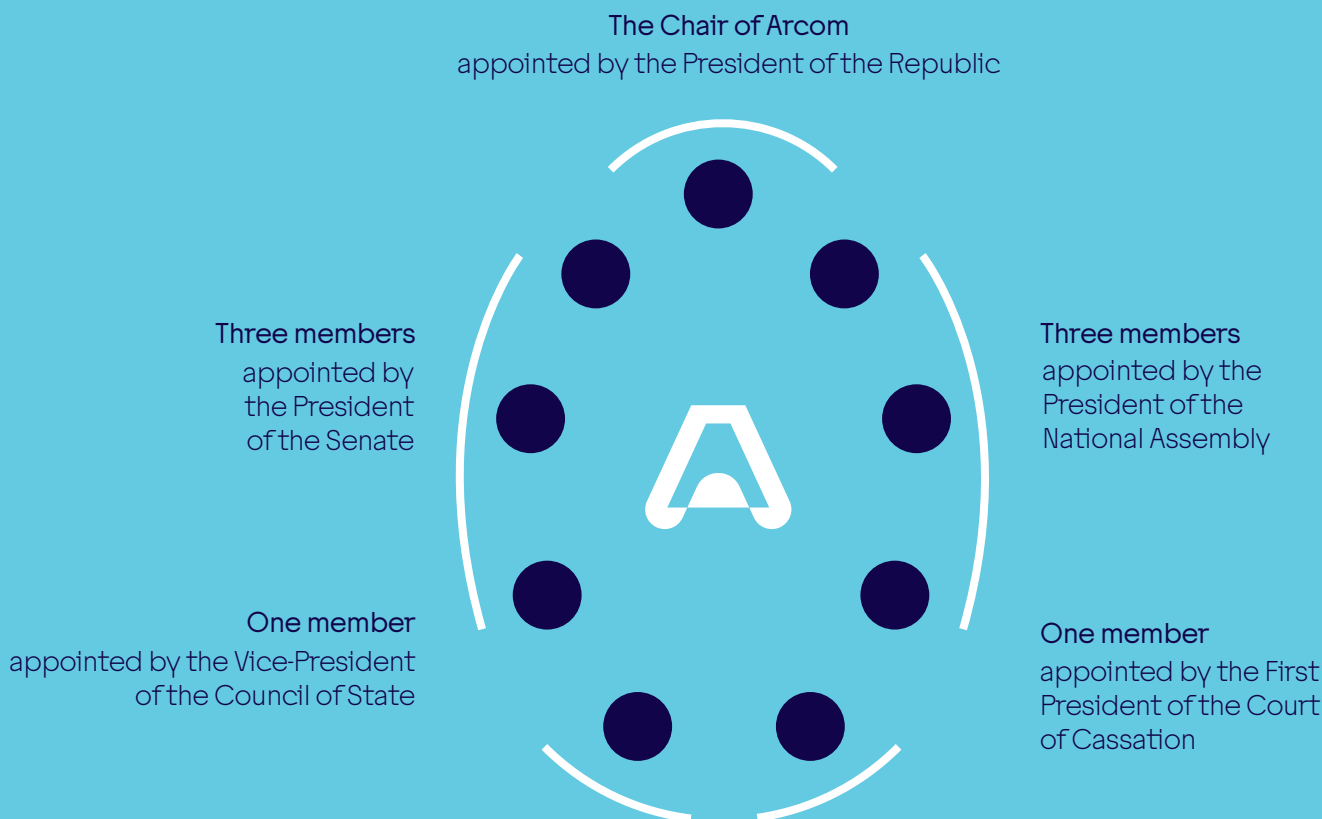 The Chair of Arcom
appointed by the President of the Republic
Three members
appointed by
the President
of the Senate
Three members
appointed by the
President of the
National Assembly
One member
appointed by the Vice-President
of the Council of State
One member
appointed by the First
President of the Court
of Cassation